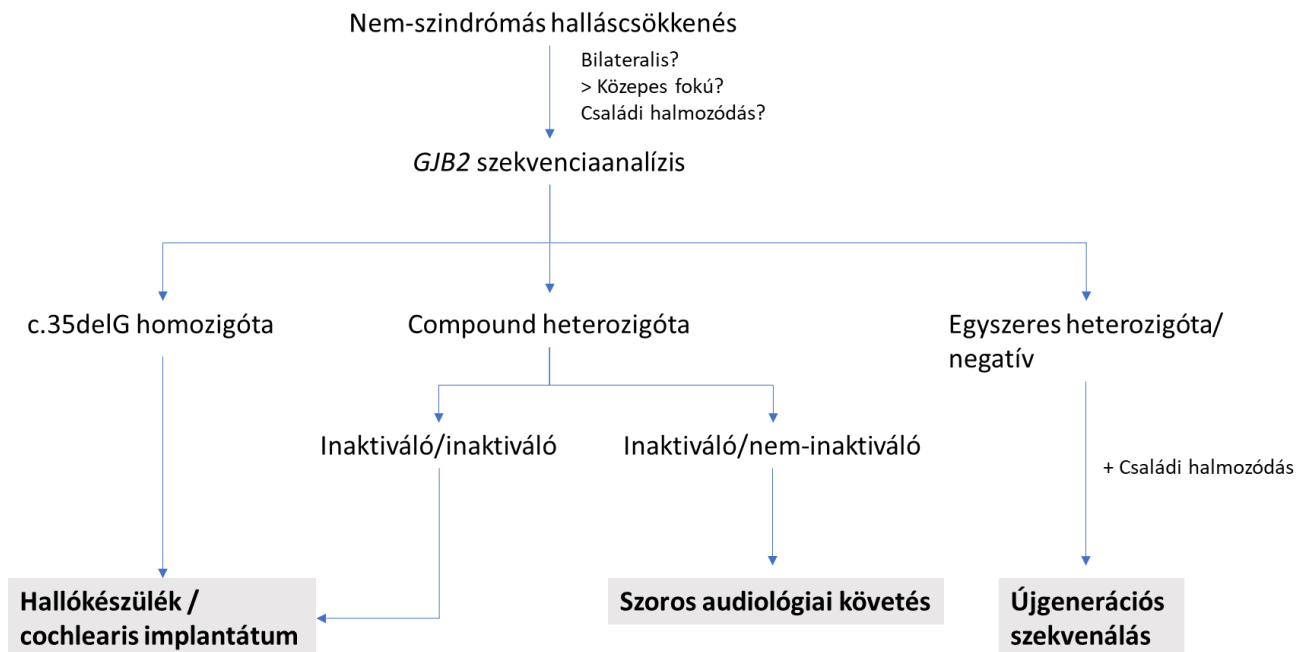 Nem-szindrómás halláscsökkenés
Bilateralis?
> Közepes fokú?
Családi halmozódás?
GJB2 szekvenciaanalízis
c.35delG homozigóta
Compound heterozigóta
Egyszeres heterozigóta/
negatív
Inaktiváló/inaktiváló
Inaktiváló/nem-inaktiváló
+ Családi halmozódás
Hallókészülék /
cochlearis implantátum
Szoros audiológiai követés
Újgenerációs
szekvenálás